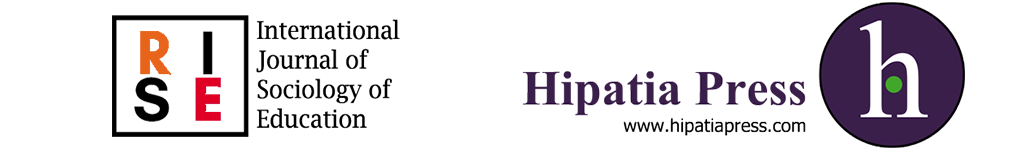 R I
S E
International
Journal of
Sociology of
Education
Hipatia Press
www.hipatiapress.com
h